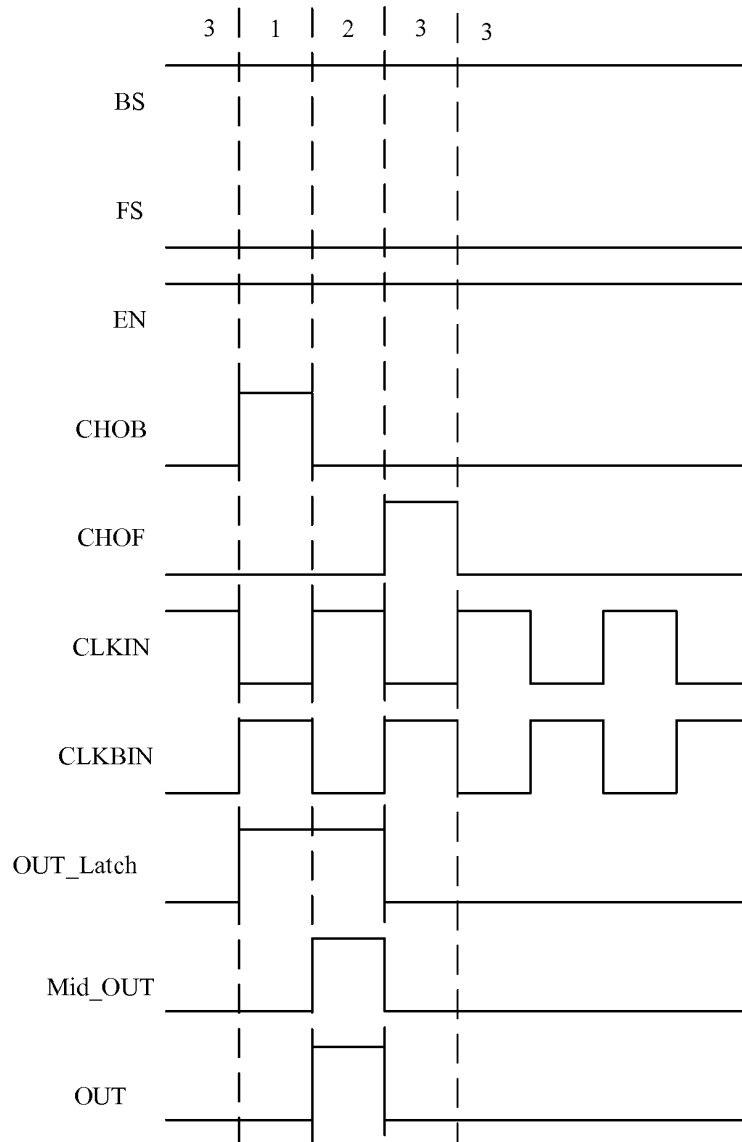 3 1 2 3 3
BS
FS
EN
CHOB
CHOF
CLKIN
CLKBIN
OUT_Latch
Mid_OUT
OUT